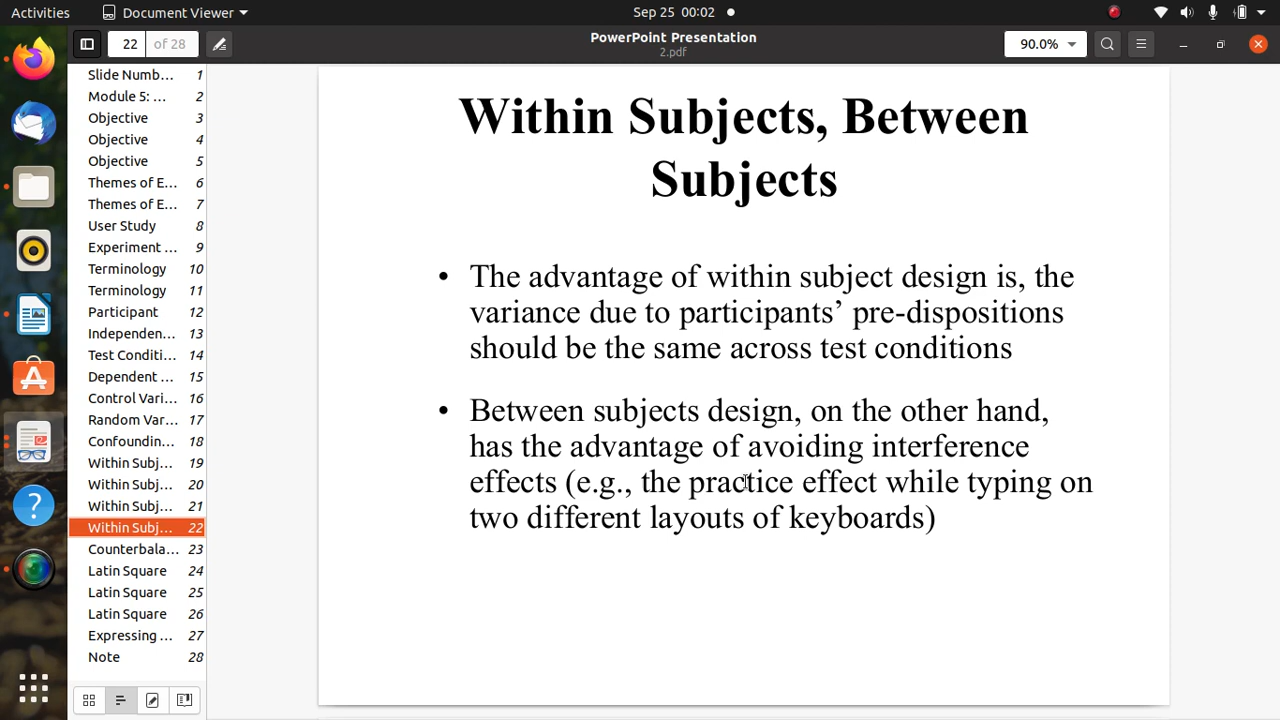 Activities
Document Viewer
Sep 25 00:02
22
of 28
PowerPoint Presentation
2.pdf
90.0%
Slide Numb... 1
Module 5: ... 2
Objective 3
Objective 4
Objective 5
Themes of E... 6
Themes of E... 7
User Study 8
Experiment ... 9
Terminology 10
Terminology 11
Participant 12
Independen... 13
Test Conditi... 14
Dependent ... 15
Control Vari... 16
Random Var... 17
Confoundin... 18
Within Subj... 19
Within Subj... 20
Within Subj... 21
Within Subj... 22
Counterbala... 23
Latin Square 24
Latin Square 25
Latin Square 26
Expressing ... 27
Note 28
Within Subjects, Between
Subjects
• The advantage of within subject design is, the
variance due to participants’ pre-dispositions
should be the same across test conditions
• Between subjects design, on the other hand,
has the advantage of avoiding interference
effects (e.g., the practice effect while typing on
two different layouts of keyboards)